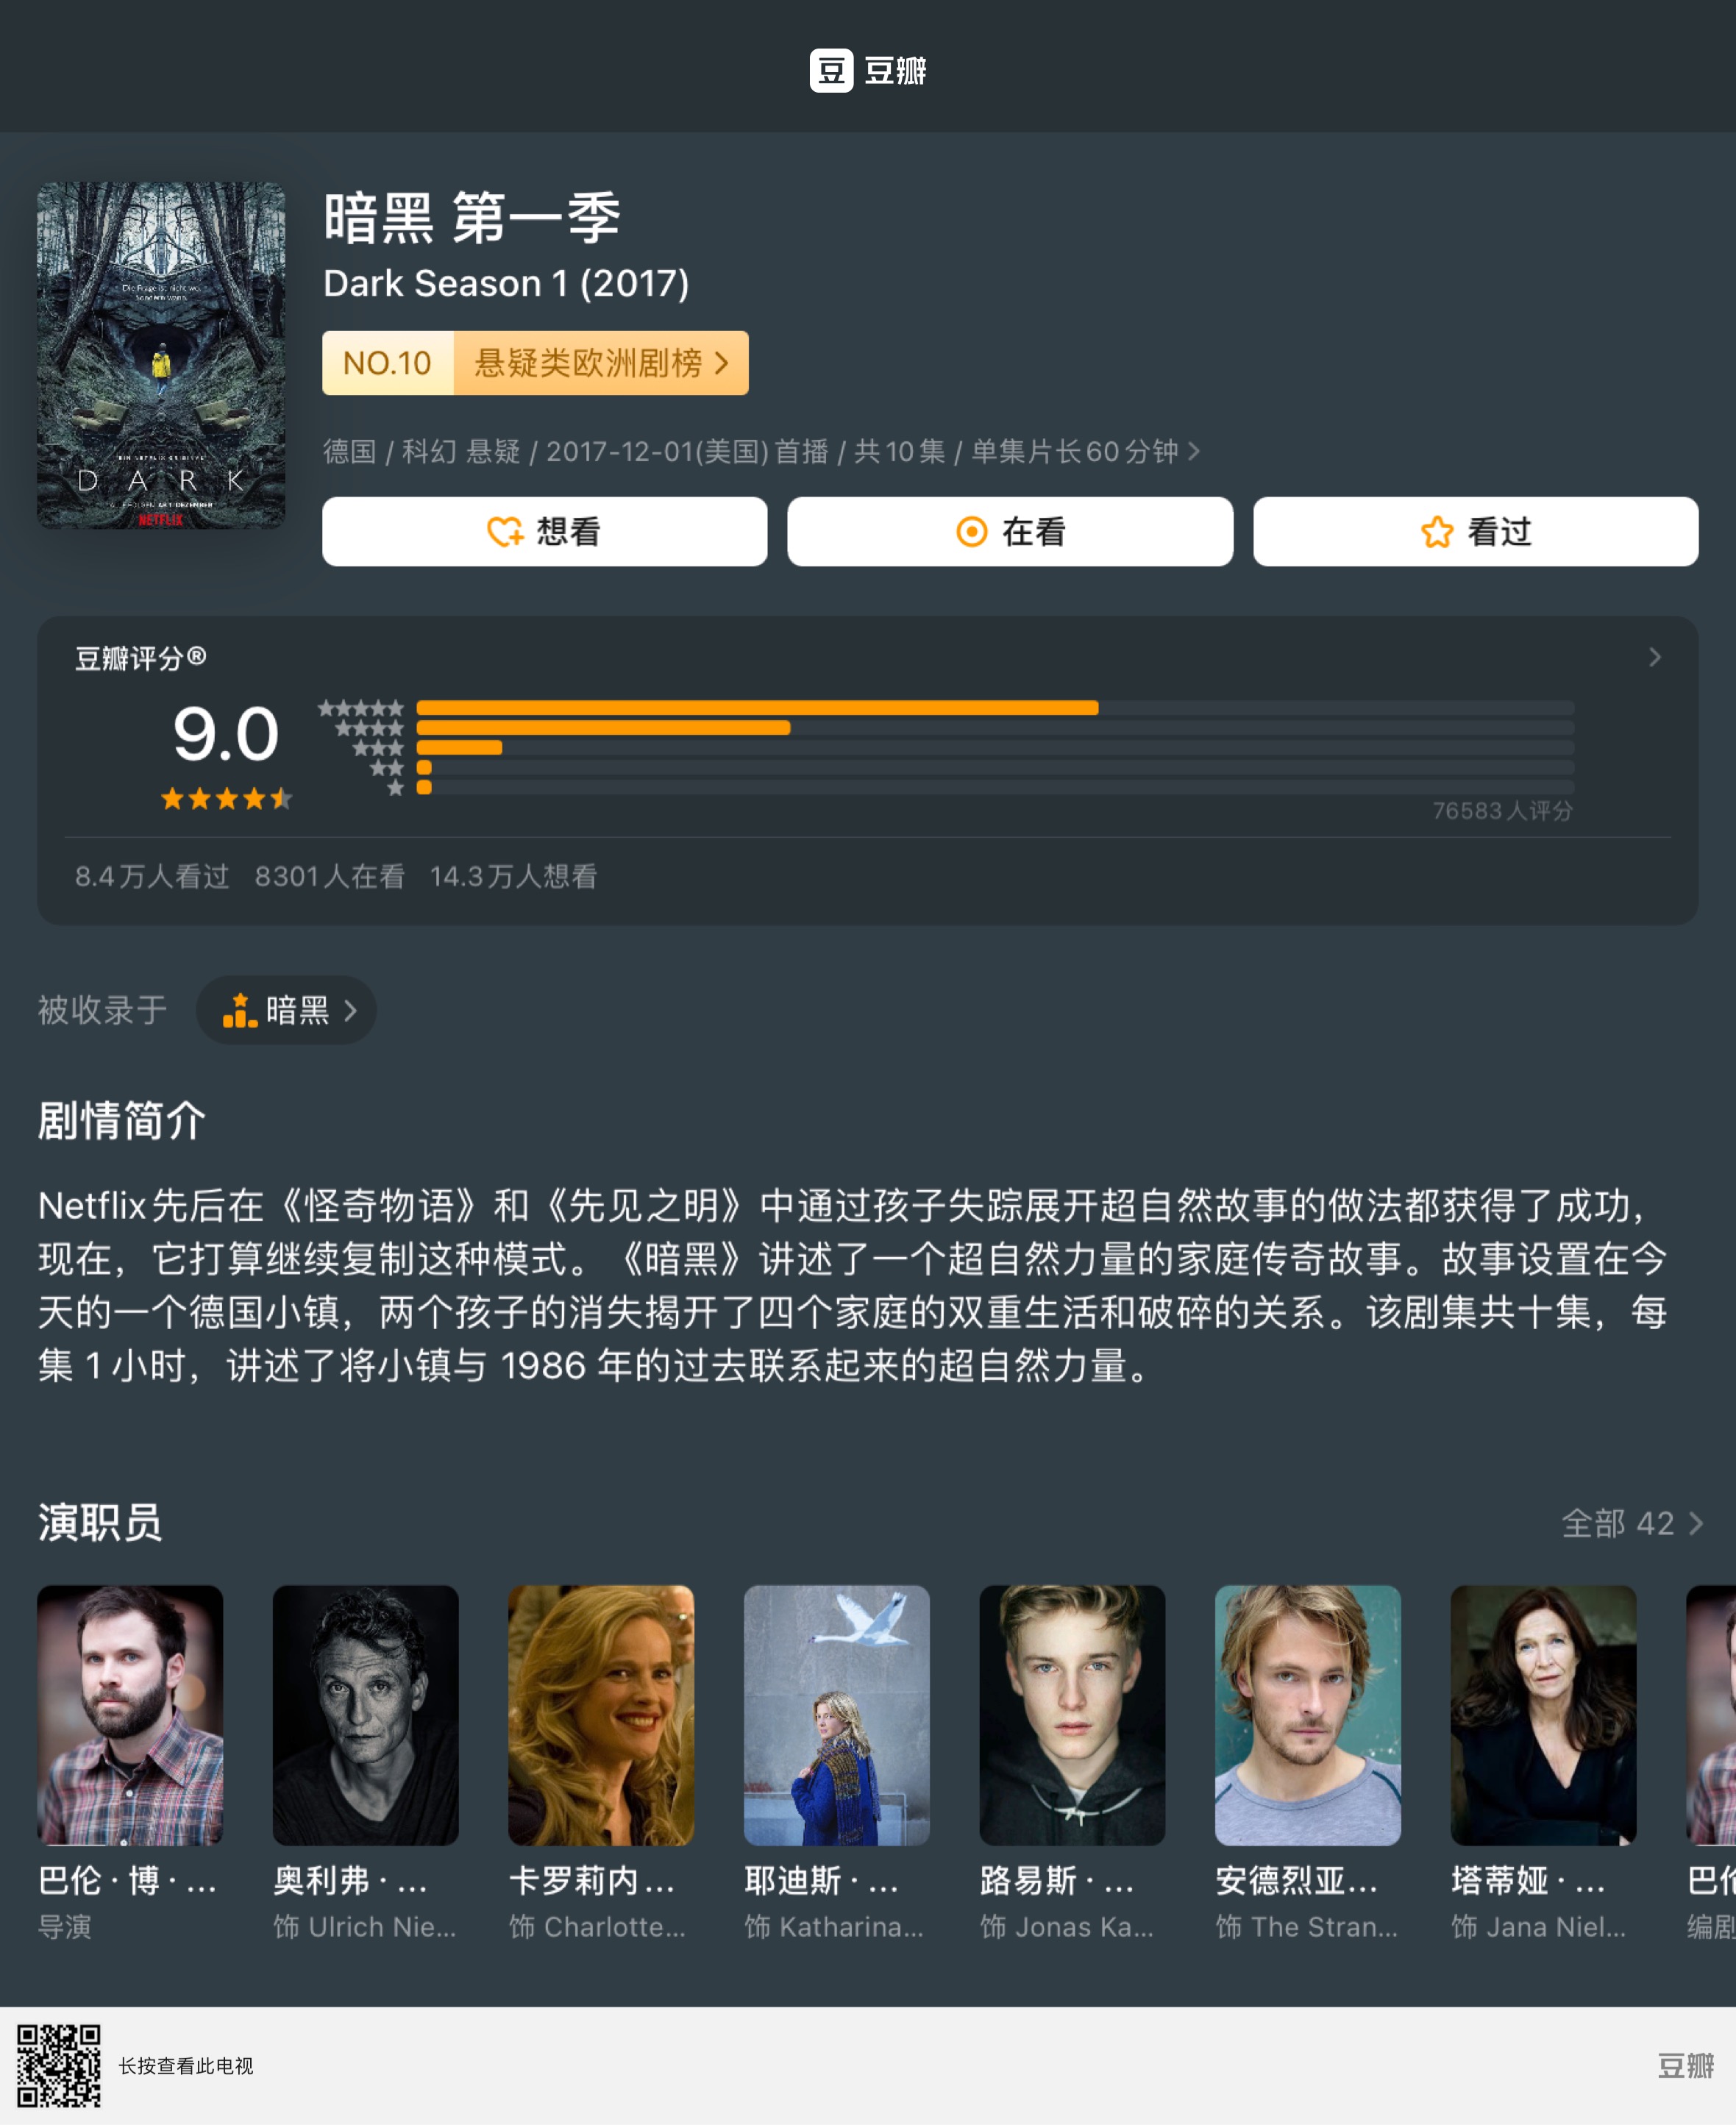 豆 豆瓣
暗黑 第一季
Dark Season 1 (2017)
NO.10 悬疑类欧洲剧榜
德国 / 科幻 悬疑 / 2017-12-01(美国)首播 / 共10集 / 单集片长60分钟
想看 在看 看过
Die Frage ist nicht wo.
Sondern wann.
DARK
NETFLIX
豆瓣评分®
9.0
76583人评分
8.4万人看过 8301人在看 14.3万人想看
被收录于 暗黑
剧情简介
Netflix先后在《怪奇物语》和《先见之明》中通过孩子失踪展开超自然故事的做法都获得了成功，
现在，它打算继续复制这种模式。《暗黑》讲述了一个超自然力量的家庭传奇故事。故事设置在今
天的一个德国小镇，两个孩子的消失揭开了四个家庭的双重生活和破碎的关系。该剧集共十集，每
集 1 小时，讲述了将小镇与 1986 年的过去联系起来的超自然力量。
演职员 全部 42
巴伦·博·... 奥利弗·... 卡罗莉内... 耶迪斯·... 路易斯·... 安德烈亚... 塔蒂娅·... 巴
导演 饰 Ulrich Nie... 饰 Charlotte... 饰 Katharina... 饰 Jonas Ka... 饰 The Stran... 饰 Jana Niel... 编剧
长按查看此电视 豆瓣